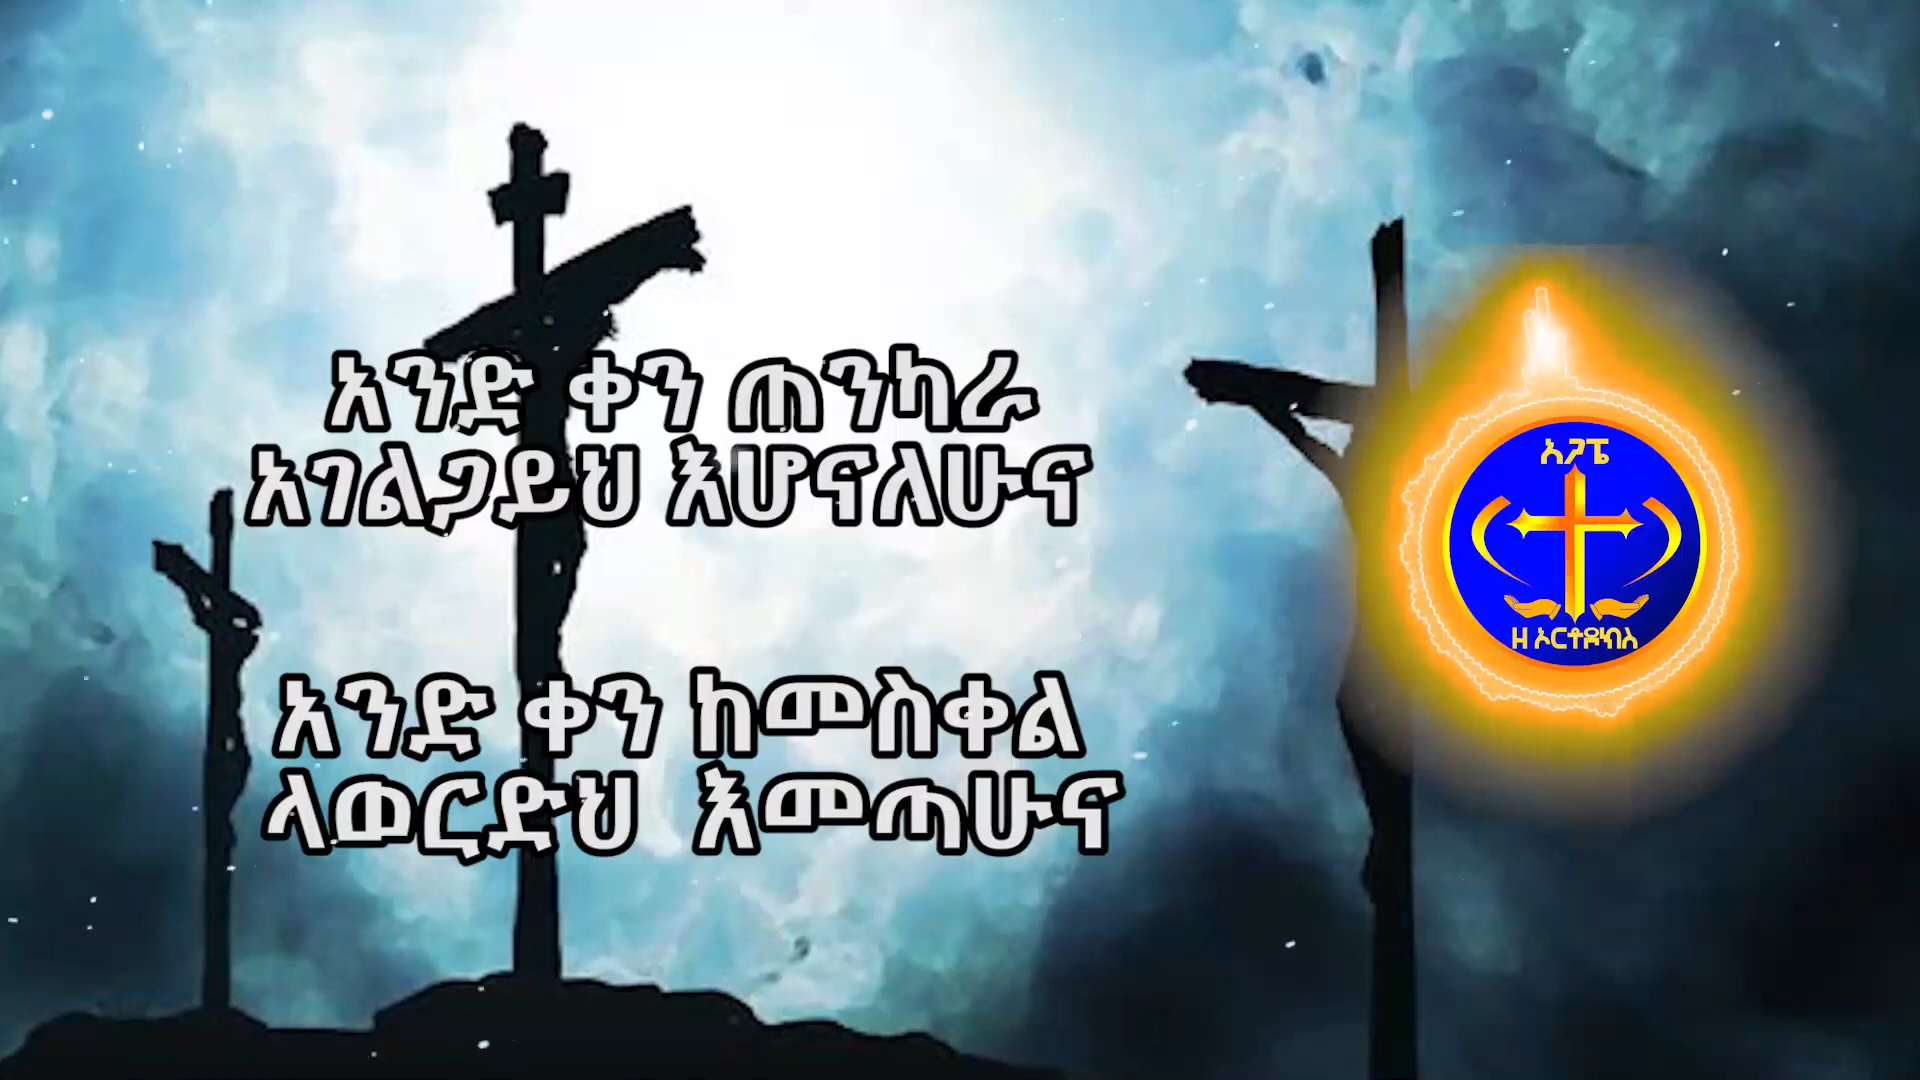 አንድ ቀን ጠንካራ
አገልጋይህ እሆናለሁና
አንድ ቀን ከመስቀል
ላወርድህ እመጣሁና
አጋፔ
ዘ ኦርቶዶክስ